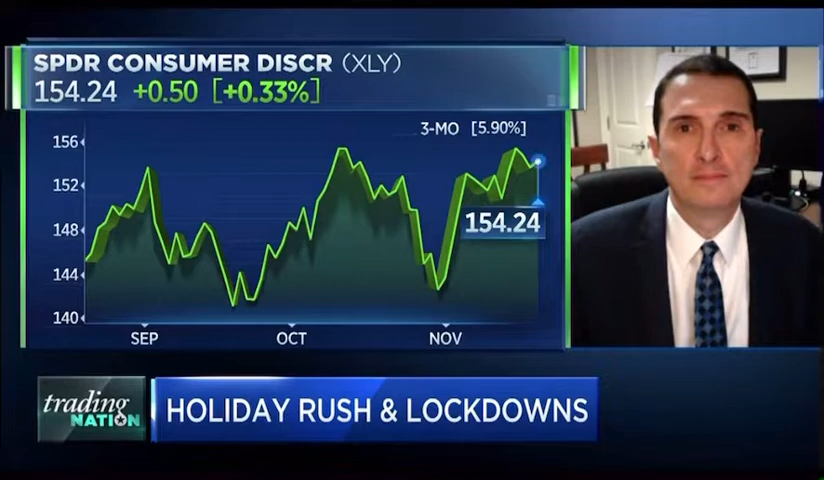 SPDR CONSUMER DISCR (XLY)
154.24 +0.50 [+0.33%]
3-MO [5.90%]
156
152
148
144
140
154.24
SEP OCT NOV
trading
NATION
HOLIDAY RUSH & LOCKDOWNS